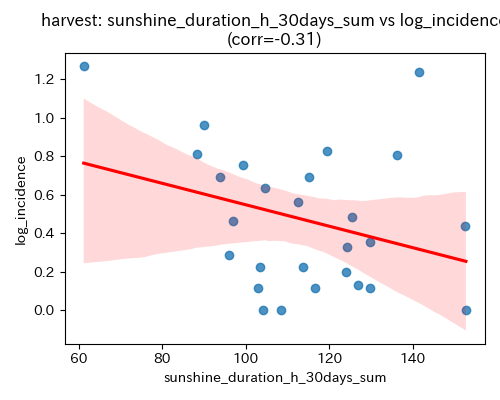 harvest: sunshine_duration_h_30days_sum vs log_incidence
(corr=-0.31)
1.2
1.0
0.8
0.6
0.4
0.2
0.0
log_incidence
60 80 100 120 140
sunshine_duration_h_30days_sum